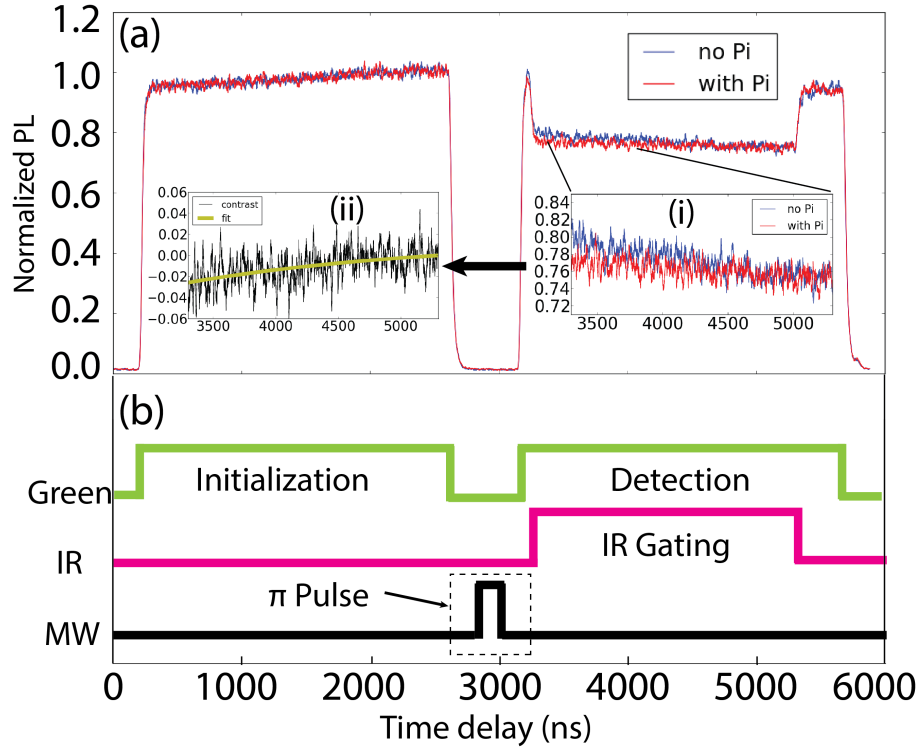 (a)
1.2
1.0
0.8
0.6
0.4
0.2
0.0
Normalized PL
no Pi
with Pi
(ii)
contrast
fit
0.06
0.04
0.02
0.00
−0.02
−0.04
−0.06
3500 4000 4500 5000
(i)
no Pi
with Pi
0.84
0.82
0.80
0.78
0.76
0.74
0.72
3500 4000 4500 5000
(b)
Green
Initialization
Detection
IR
IR Gating
π Pulse
MW
0 1000 2000 3000 4000 5000 6000
Time delay (ns)